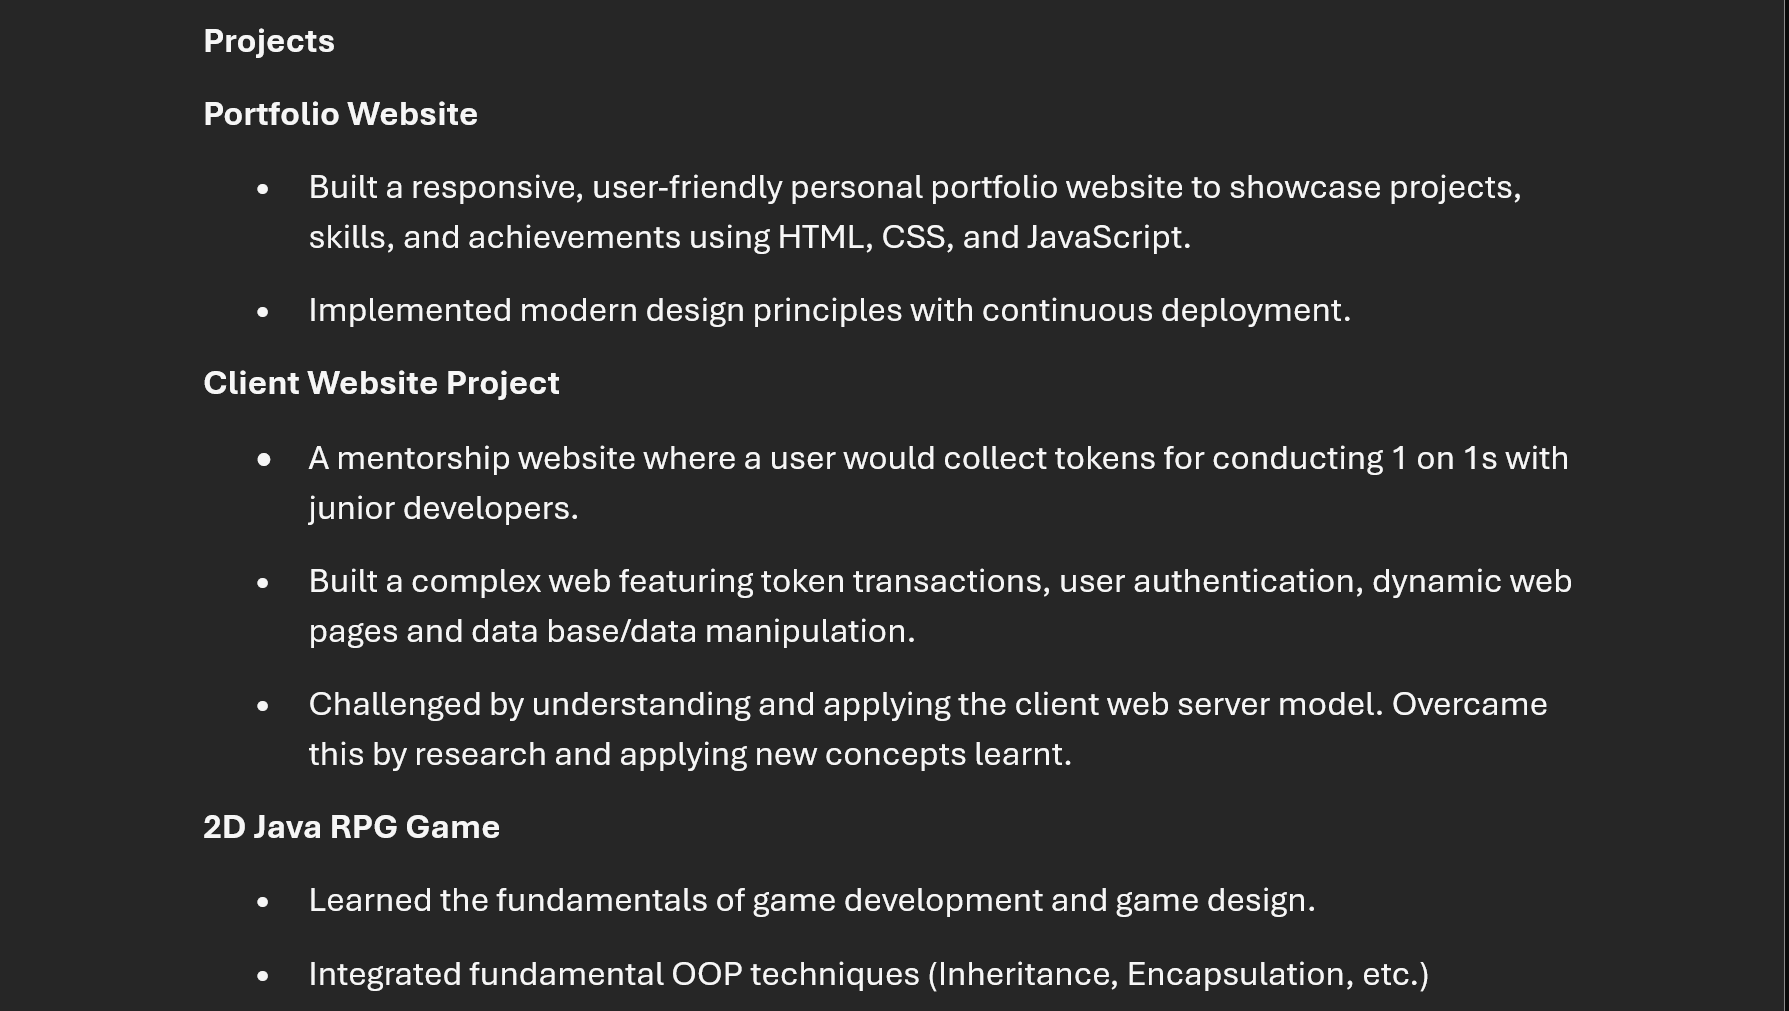 Projects
Portfolio Website
• Built a responsive, user-friendly personal portfolio website to showcase projects,
skills, and achievements using HTML, CSS, and JavaScript.
• Implemented modern design principles with continuous deployment.
Client Website Project
• A mentorship website where a user would collect tokens for conducting 1 on 1s with
junior developers.
• Built a complex web featuring token transactions, user authentication, dynamic web
pages and data base/data manipulation.
• Challenged by understanding and applying the client web server model. Overcame
this by research and applying new concepts learnt.
2D Java RPG Game
• Learned the fundamentals of game development and game design.
• Integrated fundamental OOP techniques (Inheritance, Encapsulation, etc.)